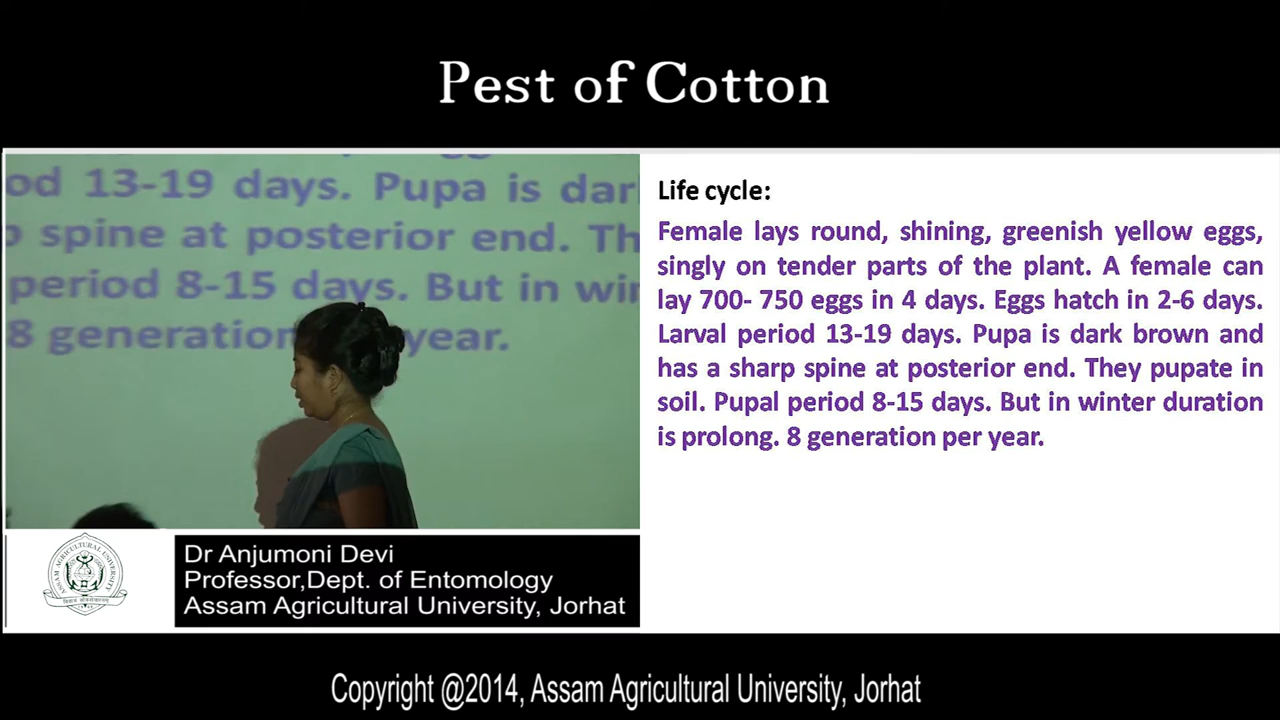 Pest of Cotton
od 13-19 days. Pupa is dar
spine at posterior end. Th
period 8-15 days. But in win
8 generation year.
Life cycle:
Female lays round, shining, greenish yellow eggs,
singly on tender parts of the plant. A female can
lay 700- 750 eggs in 4 days. Eggs hatch in 2-6 days.
Larval period 13-19 days. Pupa is dark brown and
has a sharp spine at posterior end. They pupate in
soil. Pupal period 8-15 days. But in winter duration
is prolong. 8 generation per year.
ASSAM AGRICULTURAL UNIVERSITY
Dr Anjumoni Devi
Professor,Dept. of Entomology
Assam Agricultural University, Jorhat
Copyright @2014, Assam Agricultural University, Jorhat